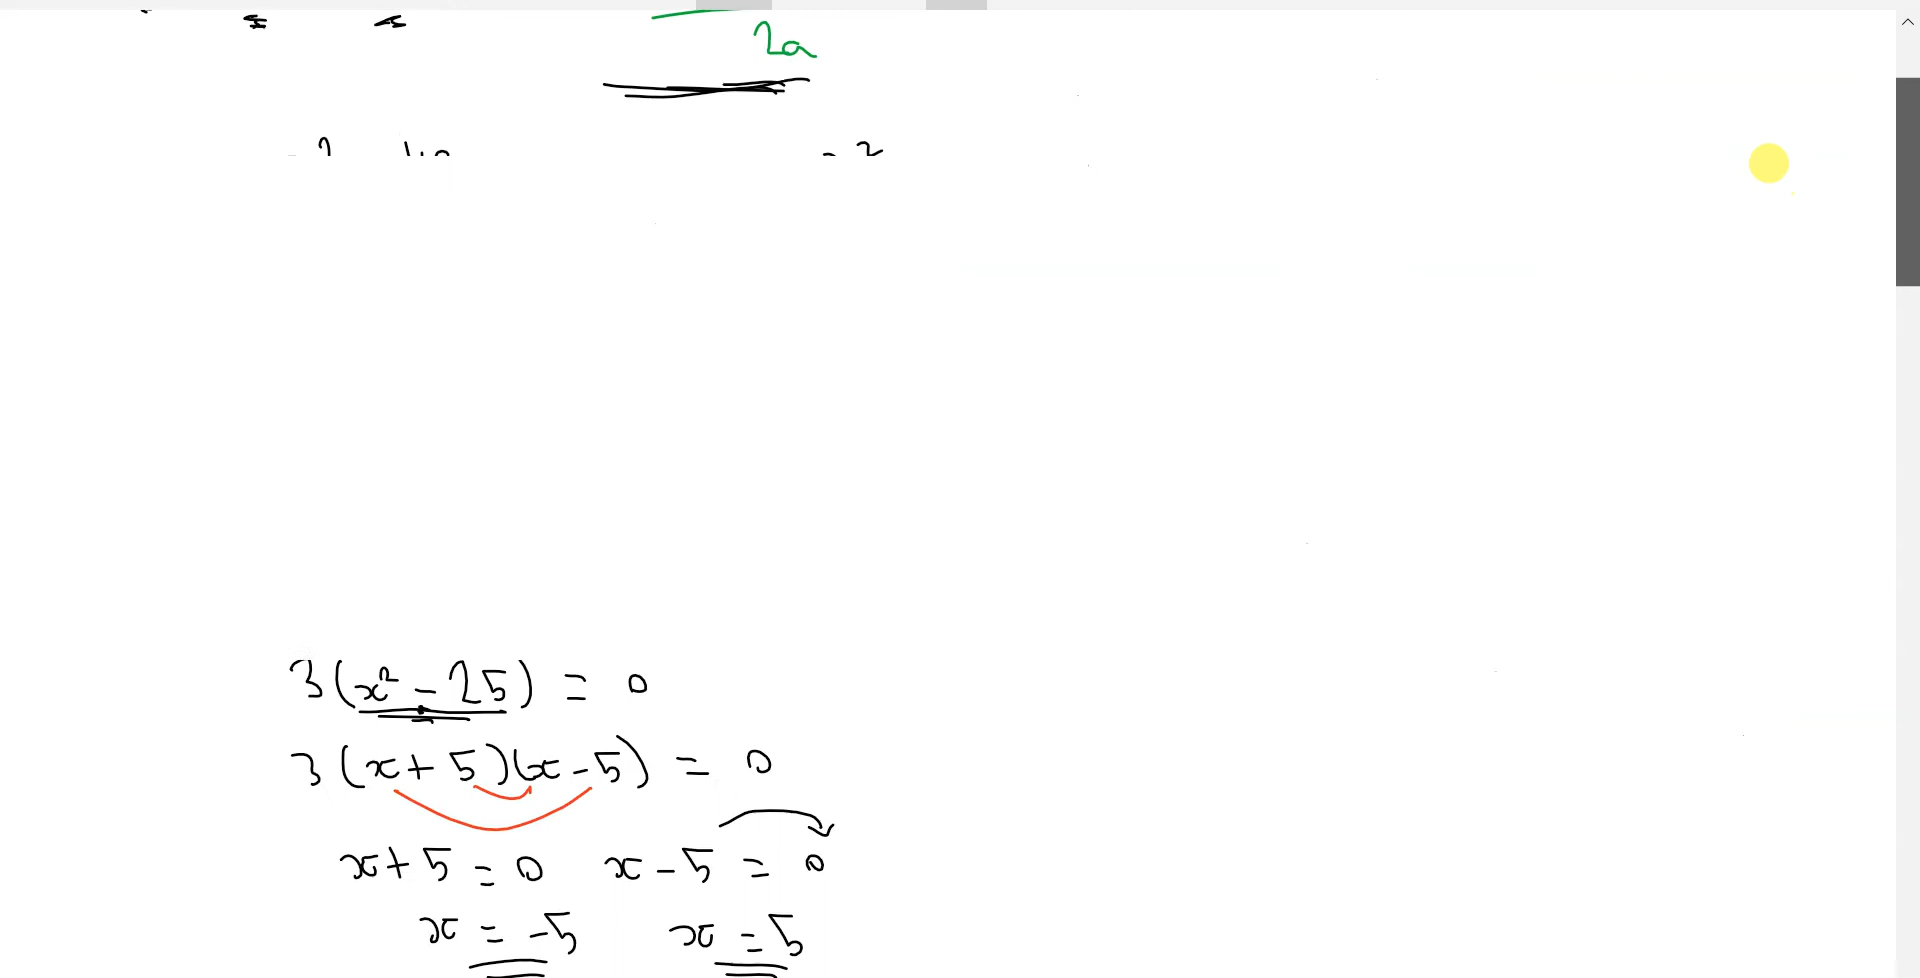 2a
3(x² - 25) = 0
3(x + 5)(x - 5) = 0
x + 5 = 0 x - 5 = 0
x = -5 x = 5